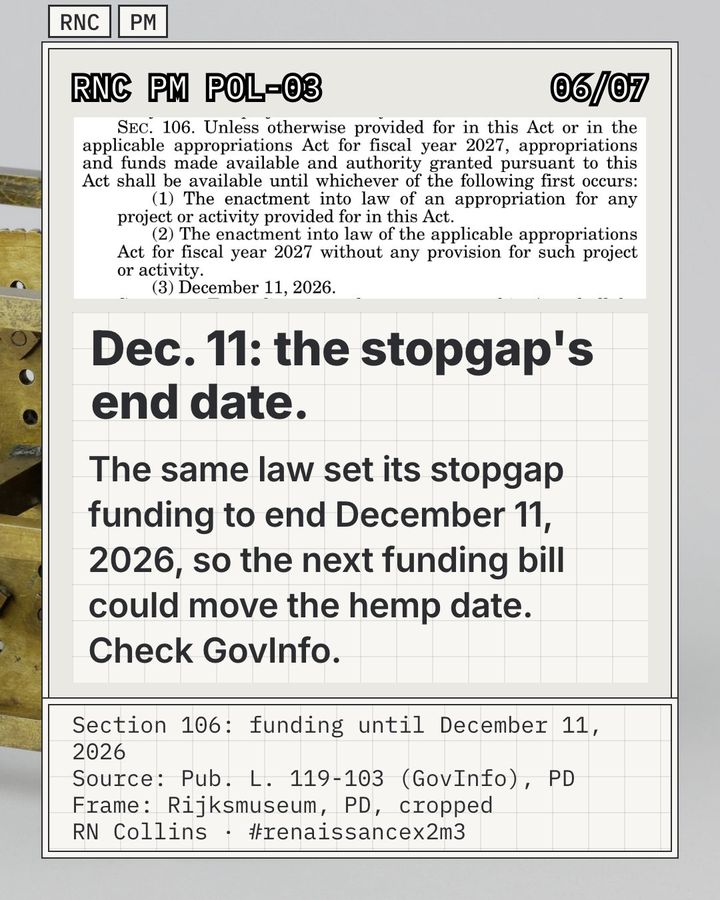 RNC PM
RNC PM POL-03 06/07
SEC. 106. Unless otherwise provided for in this Act or in the
applicable appropriations Act for fiscal year 2027, appropriations
and funds made available and authority granted pursuant to this
Act shall be available until whichever of the following first occurs:
(1) The enactment into law of an appropriation for any
project or activity provided for in this Act.
(2) The enactment into law of the applicable appropriations
Act for fiscal year 2027 without any provision for such project
or activity.
(3) December 11, 2026.
Dec. 11: the stopgap's
end date.
The same law set its stopgap
funding to end December 11,
2026, so the next funding bill
could move the hemp date.
Check GovInfo.
Section 106: funding until December 11,
2026
Source: Pub. L. 119-103 (GovInfo), PD
Frame: Rijksmuseum, PD, cropped
RN Collins · #renaissancex2m3